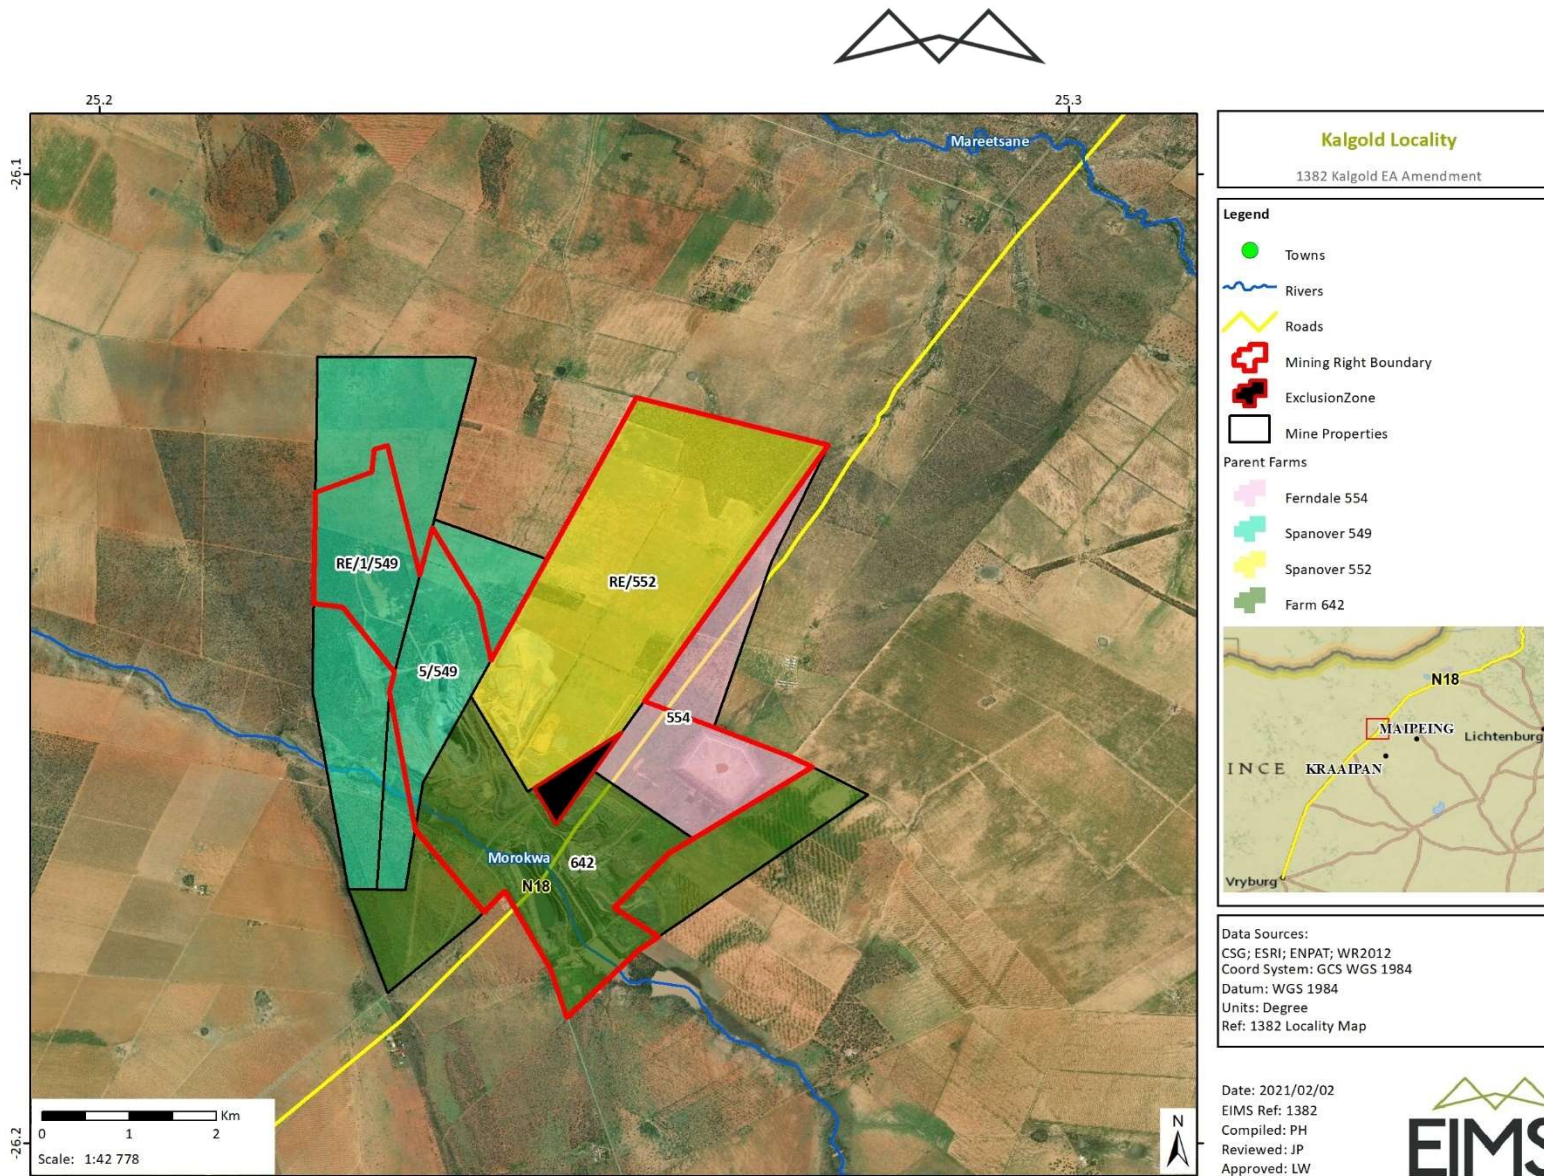 25.2
25.3
-26.1
-26.2
Mareetsane
RE/1/549
RE/552
5/549
554
Morokwa
642
N18
Km
0
1
2
Scale: 1:42 778
N
Kalgold Locality
1382 Kalgold EA Amendment
Legend
Towns
Rivers
Roads
Mining Right Boundary
ExclusionZone
Mine Properties
Parent Farms
Ferndale 554
Spanover 549
Spanover 552
Farm 642
N18
MAIPEING
Lichtenburg
INCE
KRAAIPAN
Vryburg
Data Sources:
CSG; ESRI; ENPAT; WR2012
Coord System: GCS WGS 1984
Datum: WGS 1984
Units: Degree
Ref: 1382 Locality Map
Date: 2021/02/02
EIMS Ref: 1382
Compiled: PH
Reviewed: JP
Approved: LW
EIMS